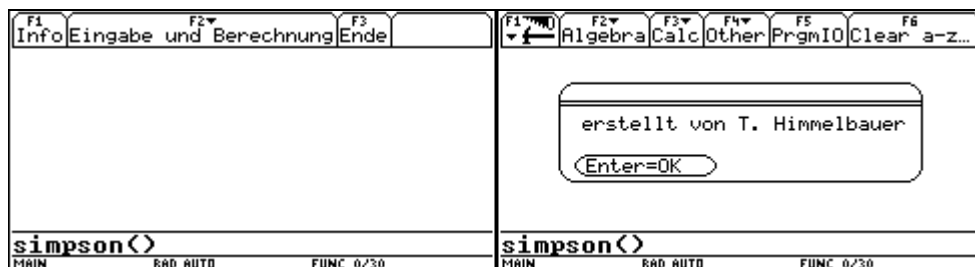 F1 F2 F3
Info Eingabe und Berechnung Ende
simpson()
MAIN RAD AUTO FUNC 0/30
F1 F2 F3 F4 F5 F6
Algebra Calc Other PrgmIO Clear a-z…
erstellt von T. Himmelbauer
Enter=OK
simpson()
MAIN RAD AUTO FUNC 0/30